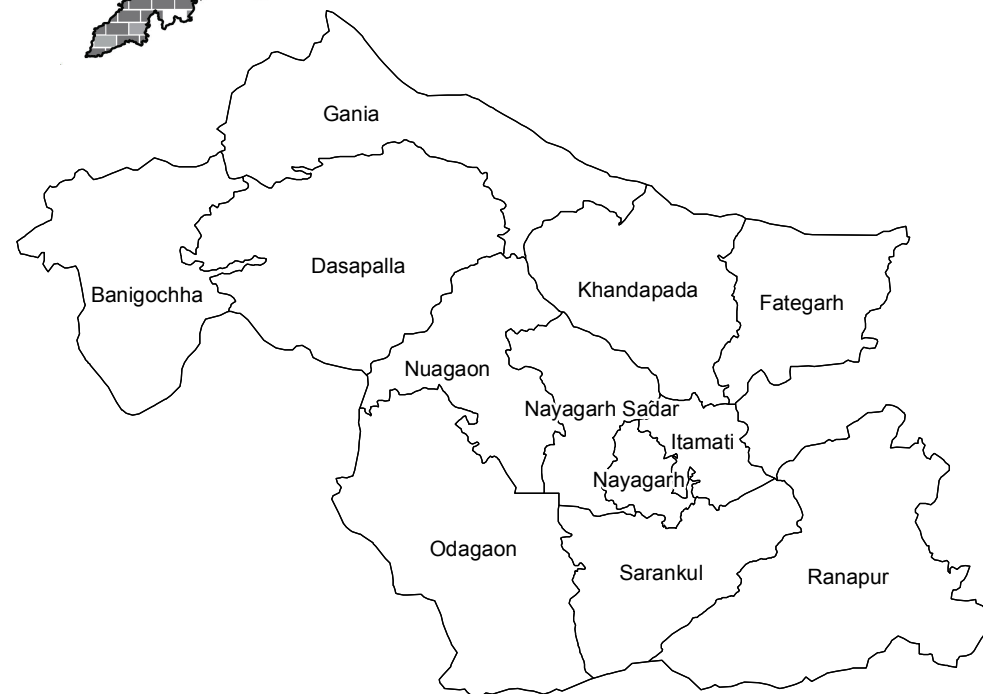 Gania
Dasapalla
Banigochha
Khandapada
Fategarh
Nuagaon
Nayagarh Sadar
Itamati
Nayagarh
Odagaon
Sarankul
Ranapur